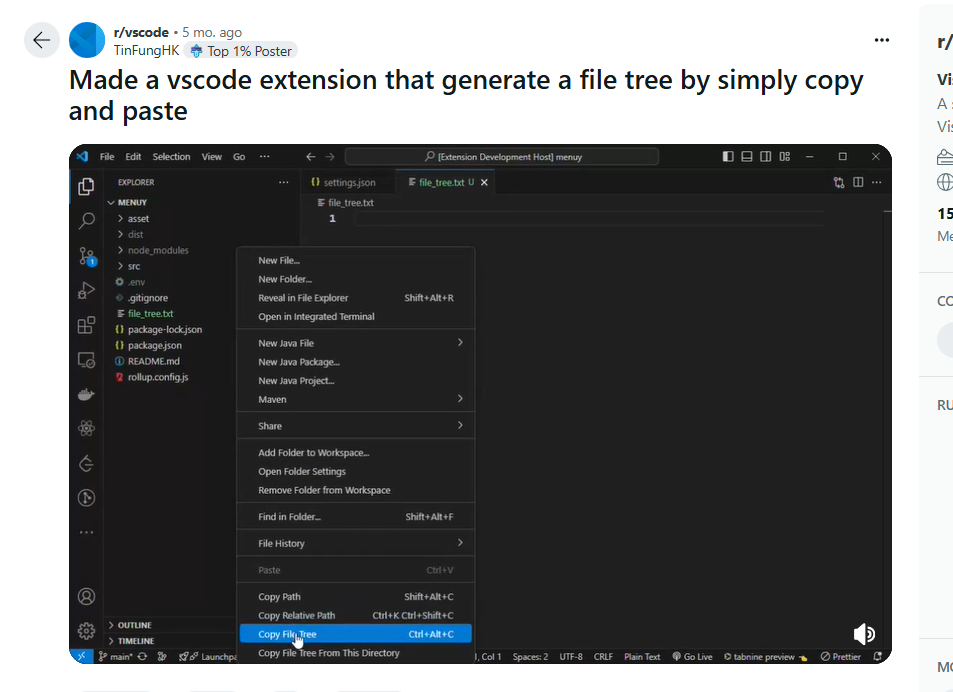 r/vscode • 5 mo. ago
TinFungHK Top 1% Poster
Made a vscode extension that generate a file tree by simply copy
and paste
File Edit Selection View Go ··· [Extension Development Host] menuy
EXPLORER ···
settings.json
file_tree.txt U
file_tree.txt
1
MENUY
asset
dist
node_modules
src
.env
.gitignore
file_tree.txt
package-lock.json
package.json
README.md
rollup.config.js
1
New File...
New Folder...
Reveal in File Explorer Shift+Alt+R
Open in Integrated Terminal
New Java File
New Java Package...
New Java Project...
Maven
Share
Add Folder to Workspace...
Open Folder Settings
Remove Folder from Workspace
Find in Folder... Shift+Alt+F
File History
Paste Ctrl+V
Copy Path Shift+Alt+C
Copy Relative Path Ctrl+K Ctrl+Shift+C
Copy File Tree Ctrl+Alt+C
Copy File Tree From This Directory
OUTLINE
TIMELINE
main* Launchpa , Col 1 Spaces: 2 UTF-8 CRLF Plain Text Go Live tabnine preview Prettier
r/
Vi
A s
Vis
15
Me
CO
RU
MO